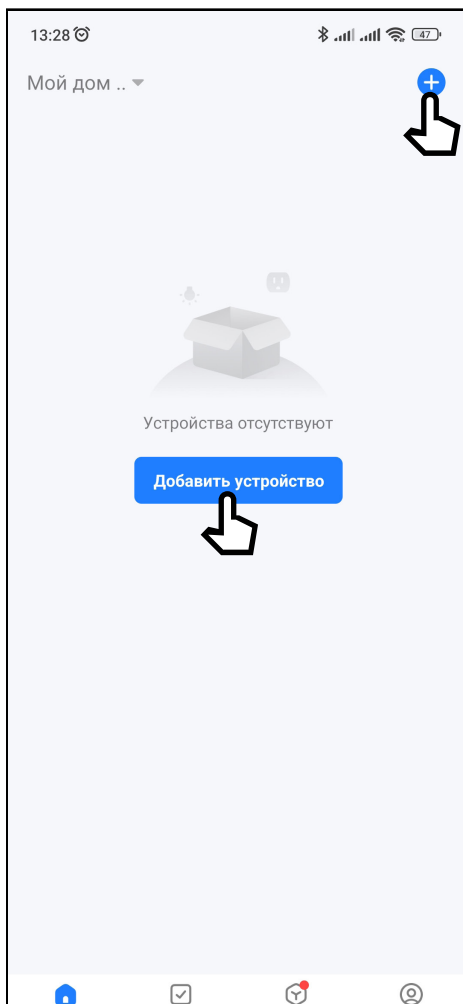 13:28
47
Мой дом ..
Устройства отсутствуют
Добавить устройство